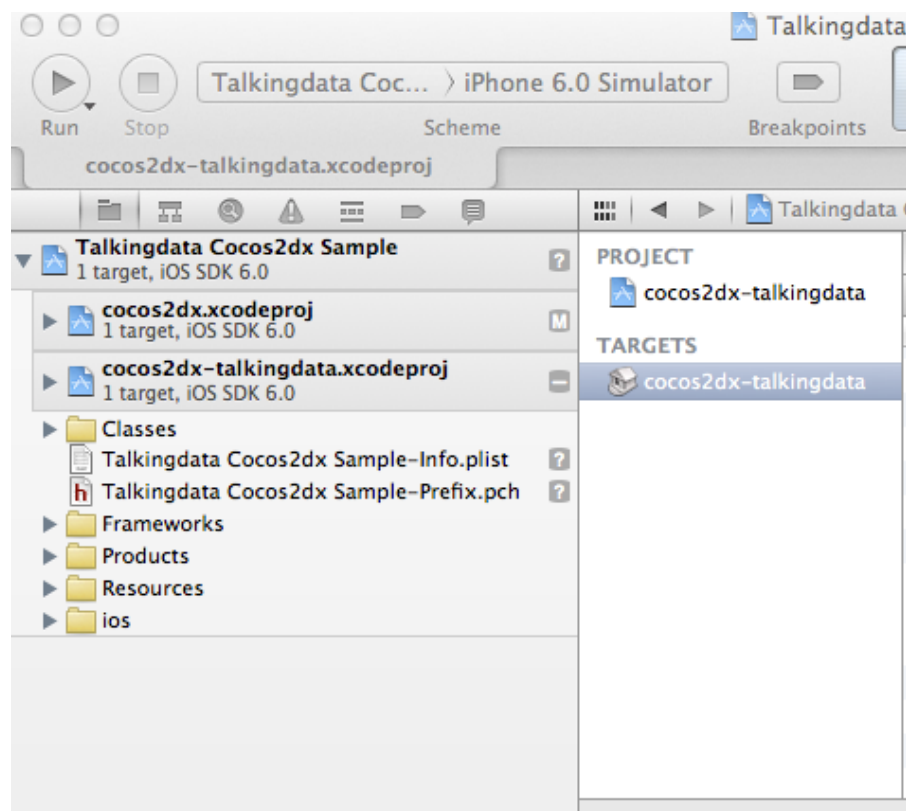 Talkingdata
Talkingdata Coc... 〉 iPhone 6.0 Simulator
Run Stop Scheme Breakpoints
cocos2dx-talkingdata.xcodeproj
Talkingdata
Talkingdata Cocos2dx Sample
1 target, iOS SDK 6.0
?
cocos2dx.xcodeproj
1 target, iOS SDK 6.0
M
cocos2dx-talkingdata.xcodeproj
1 target, iOS SDK 6.0
Classes
Talkingdata Cocos2dx Sample-Info.plist ?
h Talkingdata Cocos2dx Sample-Prefix.pch ?
Frameworks
Products
Resources
ios
PROJECT
cocos2dx-talkingdata
TARGETS
cocos2dx-talkingdata